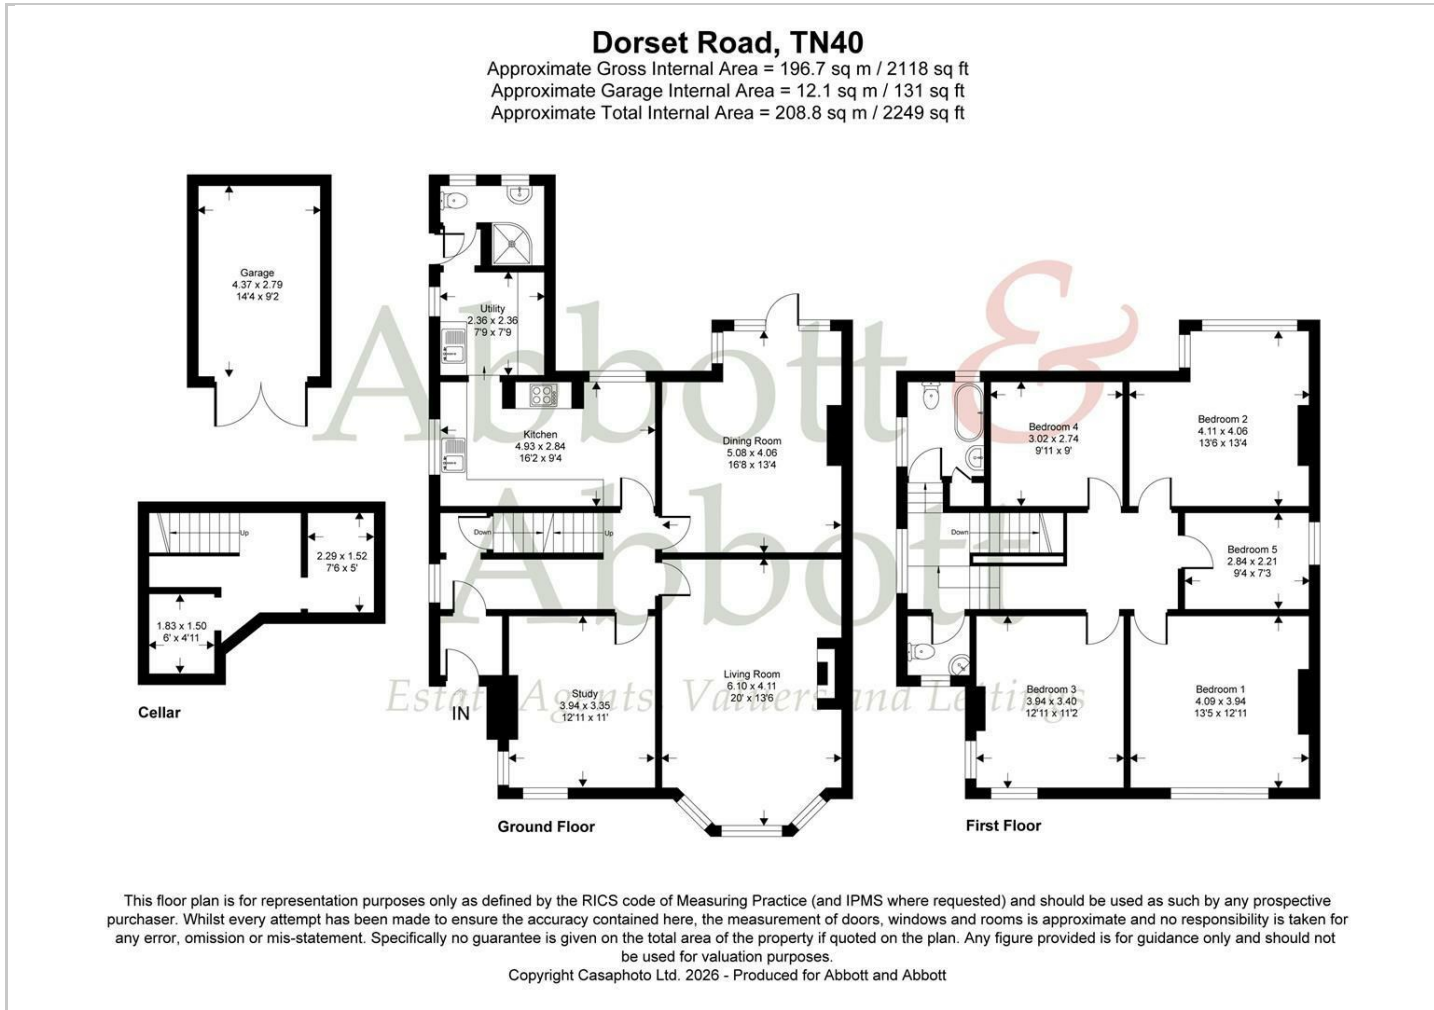 Dorset Road, TN40
Approximate Gross Internal Area = 196.7 sq m / 2118 sq ft
Approximate Garage Internal Area = 12.1 sq m / 131 sq ft
Approximate Total Internal Area = 208.8 sq m / 2249 sq ft
Abbott &
Abbott
Estate Agents, Valuers and Lettings
Garage
4.37 x 2.79
14'4 x 9'2
Up
2.29 x 1.52
7'6 x 5'
1.83 x 1.50
6' x 4'11
Cellar
Utility
2.36 x 2.36
7'9 x 7'9
Kitchen
4.93 x 2.84
16'2 x 9'4
Dining Room
5.08 x 4.06
16'8 x 13'4
Down
Up
Living Room
6.10 x 4.11
20' x 13'6
Study
3.94 x 3.35
12'11 x 11'
IN
Ground Floor
Bedroom 4
3.02 x 2.74
9'11 x 9'
Bedroom 2
4.11 x 4.06
13'6 x 13'4
Down
Bedroom 5
2.84 x 2.21
9'4 x 7'3
Bedroom 3
3.94 x 3.40
12'11 x 11'2
Bedroom 1
4.09 x 3.94
13'5 x 12'11
First Floor
This floor plan is for representation purposes only as defined by the RICS code of Measuring Practice (and IPMS where requested) and should be used as such by any prospective
purchaser. Whilst every attempt has been made to ensure the accuracy contained here, the measurement of doors, windows and rooms is approximate and no responsibility is taken for
any error, omission or mis-statement. Specifically no guarantee is given on the total area of the property if quoted on the plan. Any figure provided is for guidance only and should not
be used for valuation purposes.
Copyright Casaphoto Ltd. 2026 - Produced for Abbott and Abbott